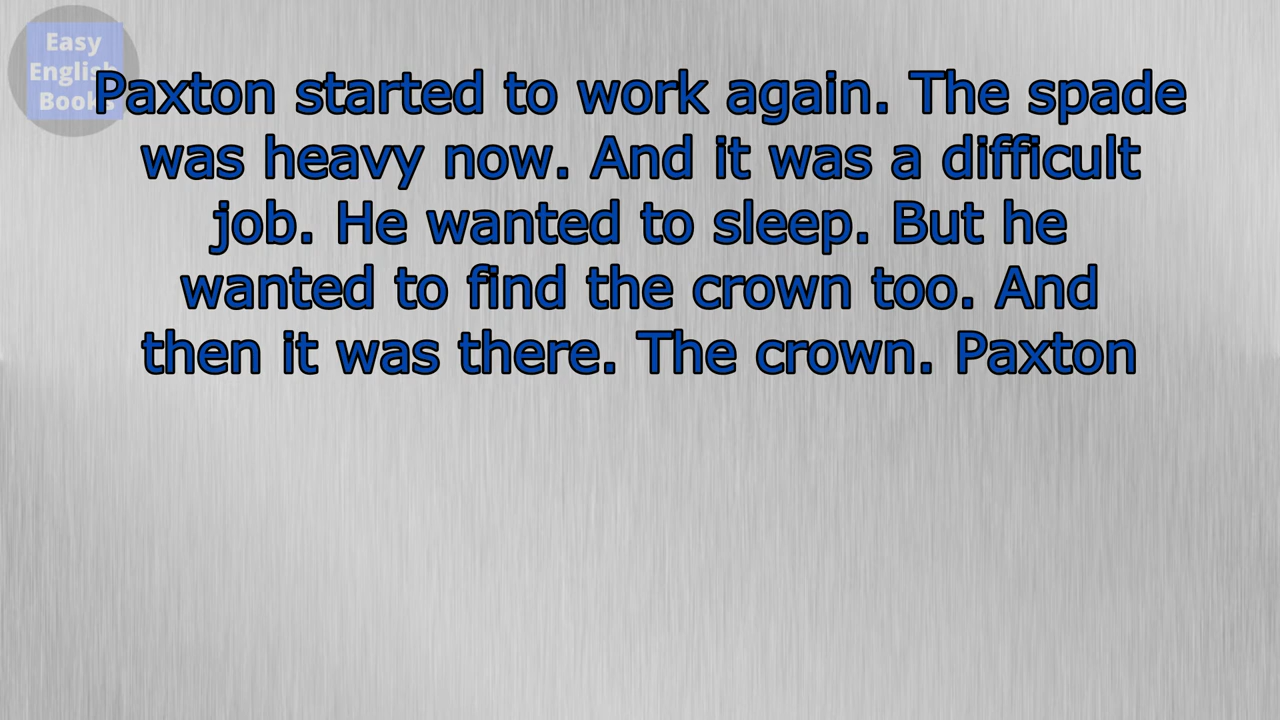 Easy
English
Books
Paxton started to work again. The spade
was heavy now. And it was a difficult
job. He wanted to sleep. But he
wanted to find the crown too. And
then it was there. The crown. Paxton